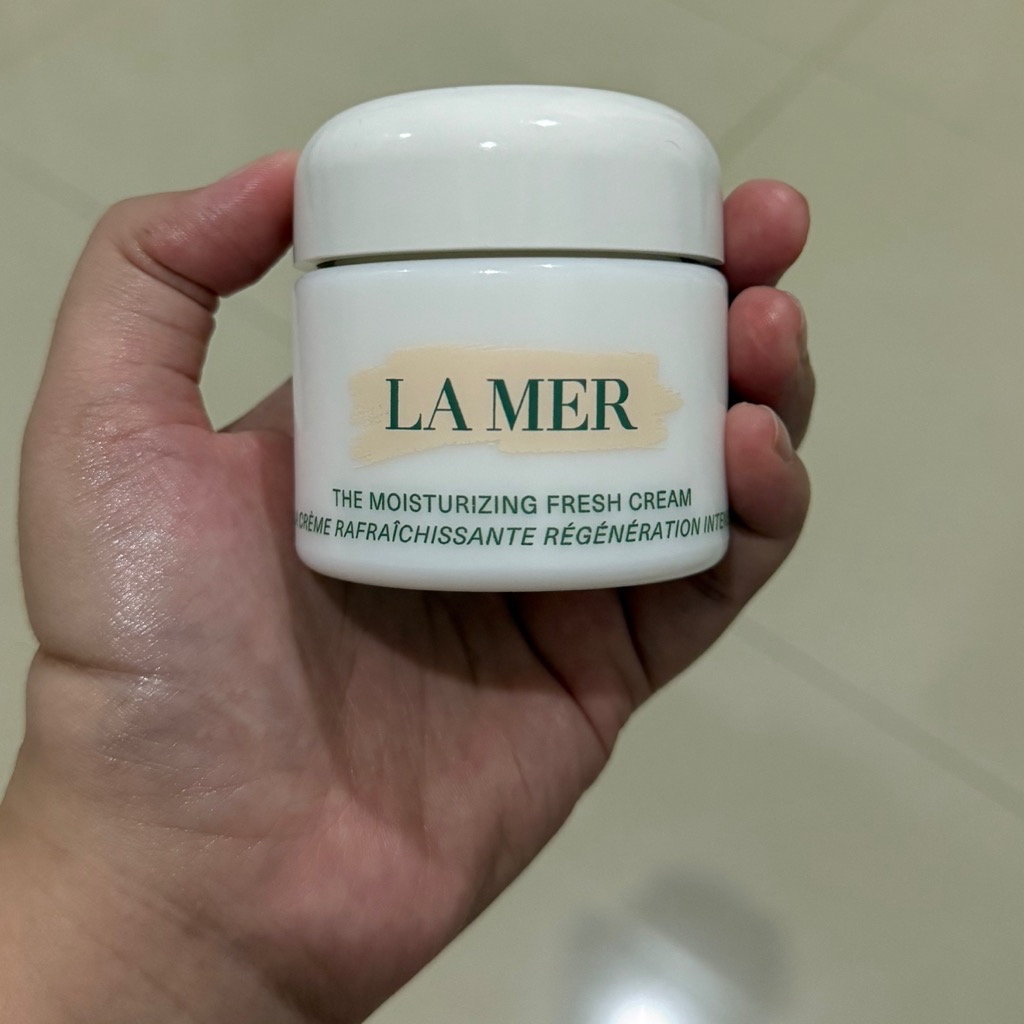 LA MER
THE MOISTURIZING FRESH CREAM
CRÈME RAFRAÎCHISSANTE RÉGÉNÉRATION